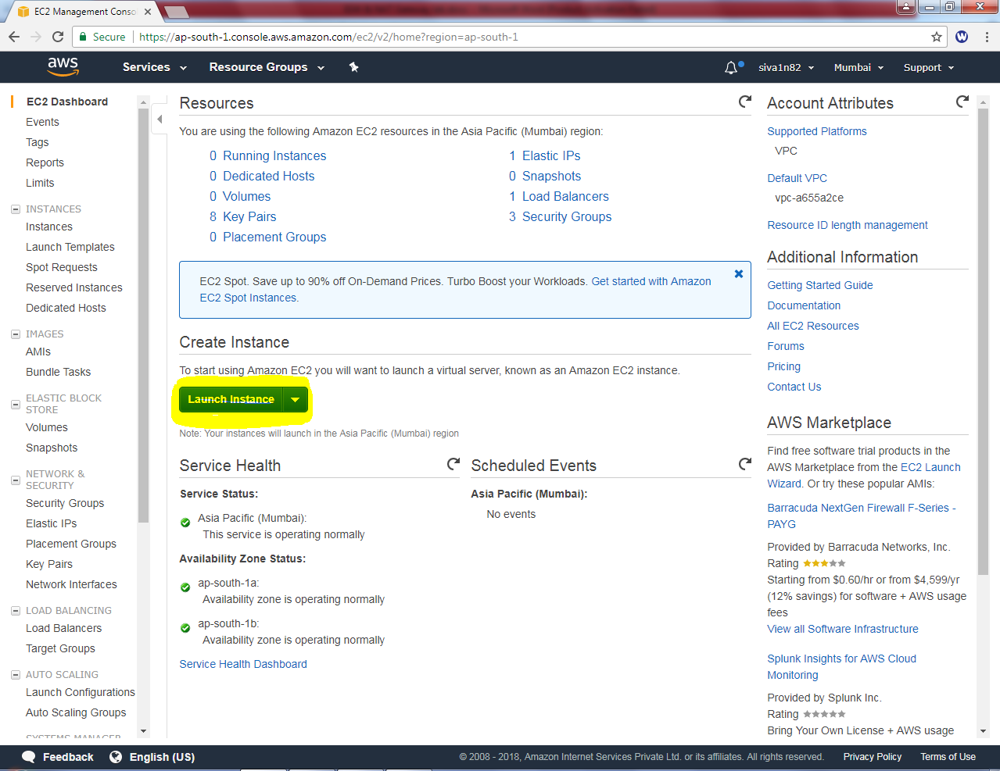 EC2 Management Conso
Secure https://ap-south-1.console.aws.amazon.com/ec2/v2/home?region=ap-south-1
W
aws Services Resource Groups siva1n82 Mumbai Support
EC2 Dashboard
Events
Tags
Reports
Limits
INSTANCES
Instances
Launch Templates
Spot Requests
Reserved Instances
Dedicated Hosts
IMAGES
AMIs
Bundle Tasks
ELASTIC BLOCK
STORE
Volumes
Snapshots
NETWORK &
SECURITY
Security Groups
Elastic IPs
Placement Groups
Key Pairs
Network Interfaces
LOAD BALANCING
Load Balancers
Target Groups
AUTO SCALING
Launch Configurations
Auto Scaling Groups
SYSTEMS MANAGER
Resources
You are using the following Amazon EC2 resources in the Asia Pacific (Mumbai) region:
0 Running Instances
0 Dedicated Hosts
0 Volumes
8 Key Pairs
0 Placement Groups
1 Elastic IPs
0 Snapshots
1 Load Balancers
3 Security Groups
EC2 Spot. Save up to 90% off On-Demand Prices. Turbo Boost your Workloads. Get started with Amazon
EC2 Spot Instances.
Create Instance
To start using Amazon EC2 you will want to launch a virtual server, known as an Amazon EC2 instance.
Launch Instance
Note: Your instances will launch in the Asia Pacific (Mumbai) region
Service Health
Service Status:
Asia Pacific (Mumbai):
This service is operating normally
Availability Zone Status:
ap-south-1a:
Availability zone is operating normally
ap-south-1b:
Availability zone is operating normally
Service Health Dashboard
Scheduled Events
Asia Pacific (Mumbai):
No events
Account Attributes
Supported Platforms
VPC
Default VPC
vpc-a655a2ce
Resource ID length management
Additional Information
Getting Started Guide
Documentation
All EC2 Resources
Forums
Pricing
Contact Us
AWS Marketplace
Find free software trial products in the
AWS Marketplace from the EC2 Launch
Wizard. Or try these popular AMIs:
Barracuda NextGen Firewall F-Series -
PAYG
Provided by Barracuda Networks, Inc.
Rating
Starting from $0.60/hr or from $4,599/yr
(12% savings) for software + AWS usage
fees
View all Software Infrastructure
Splunk Insights for AWS Cloud
Monitoring
Provided by Splunk Inc.
Rating
Bring Your Own License + AWS usage
Feedback English (US) © 2008 - 2018, Amazon Internet Services Private Ltd. or its affiliates. All rights reserved. Privacy Policy Terms of Use